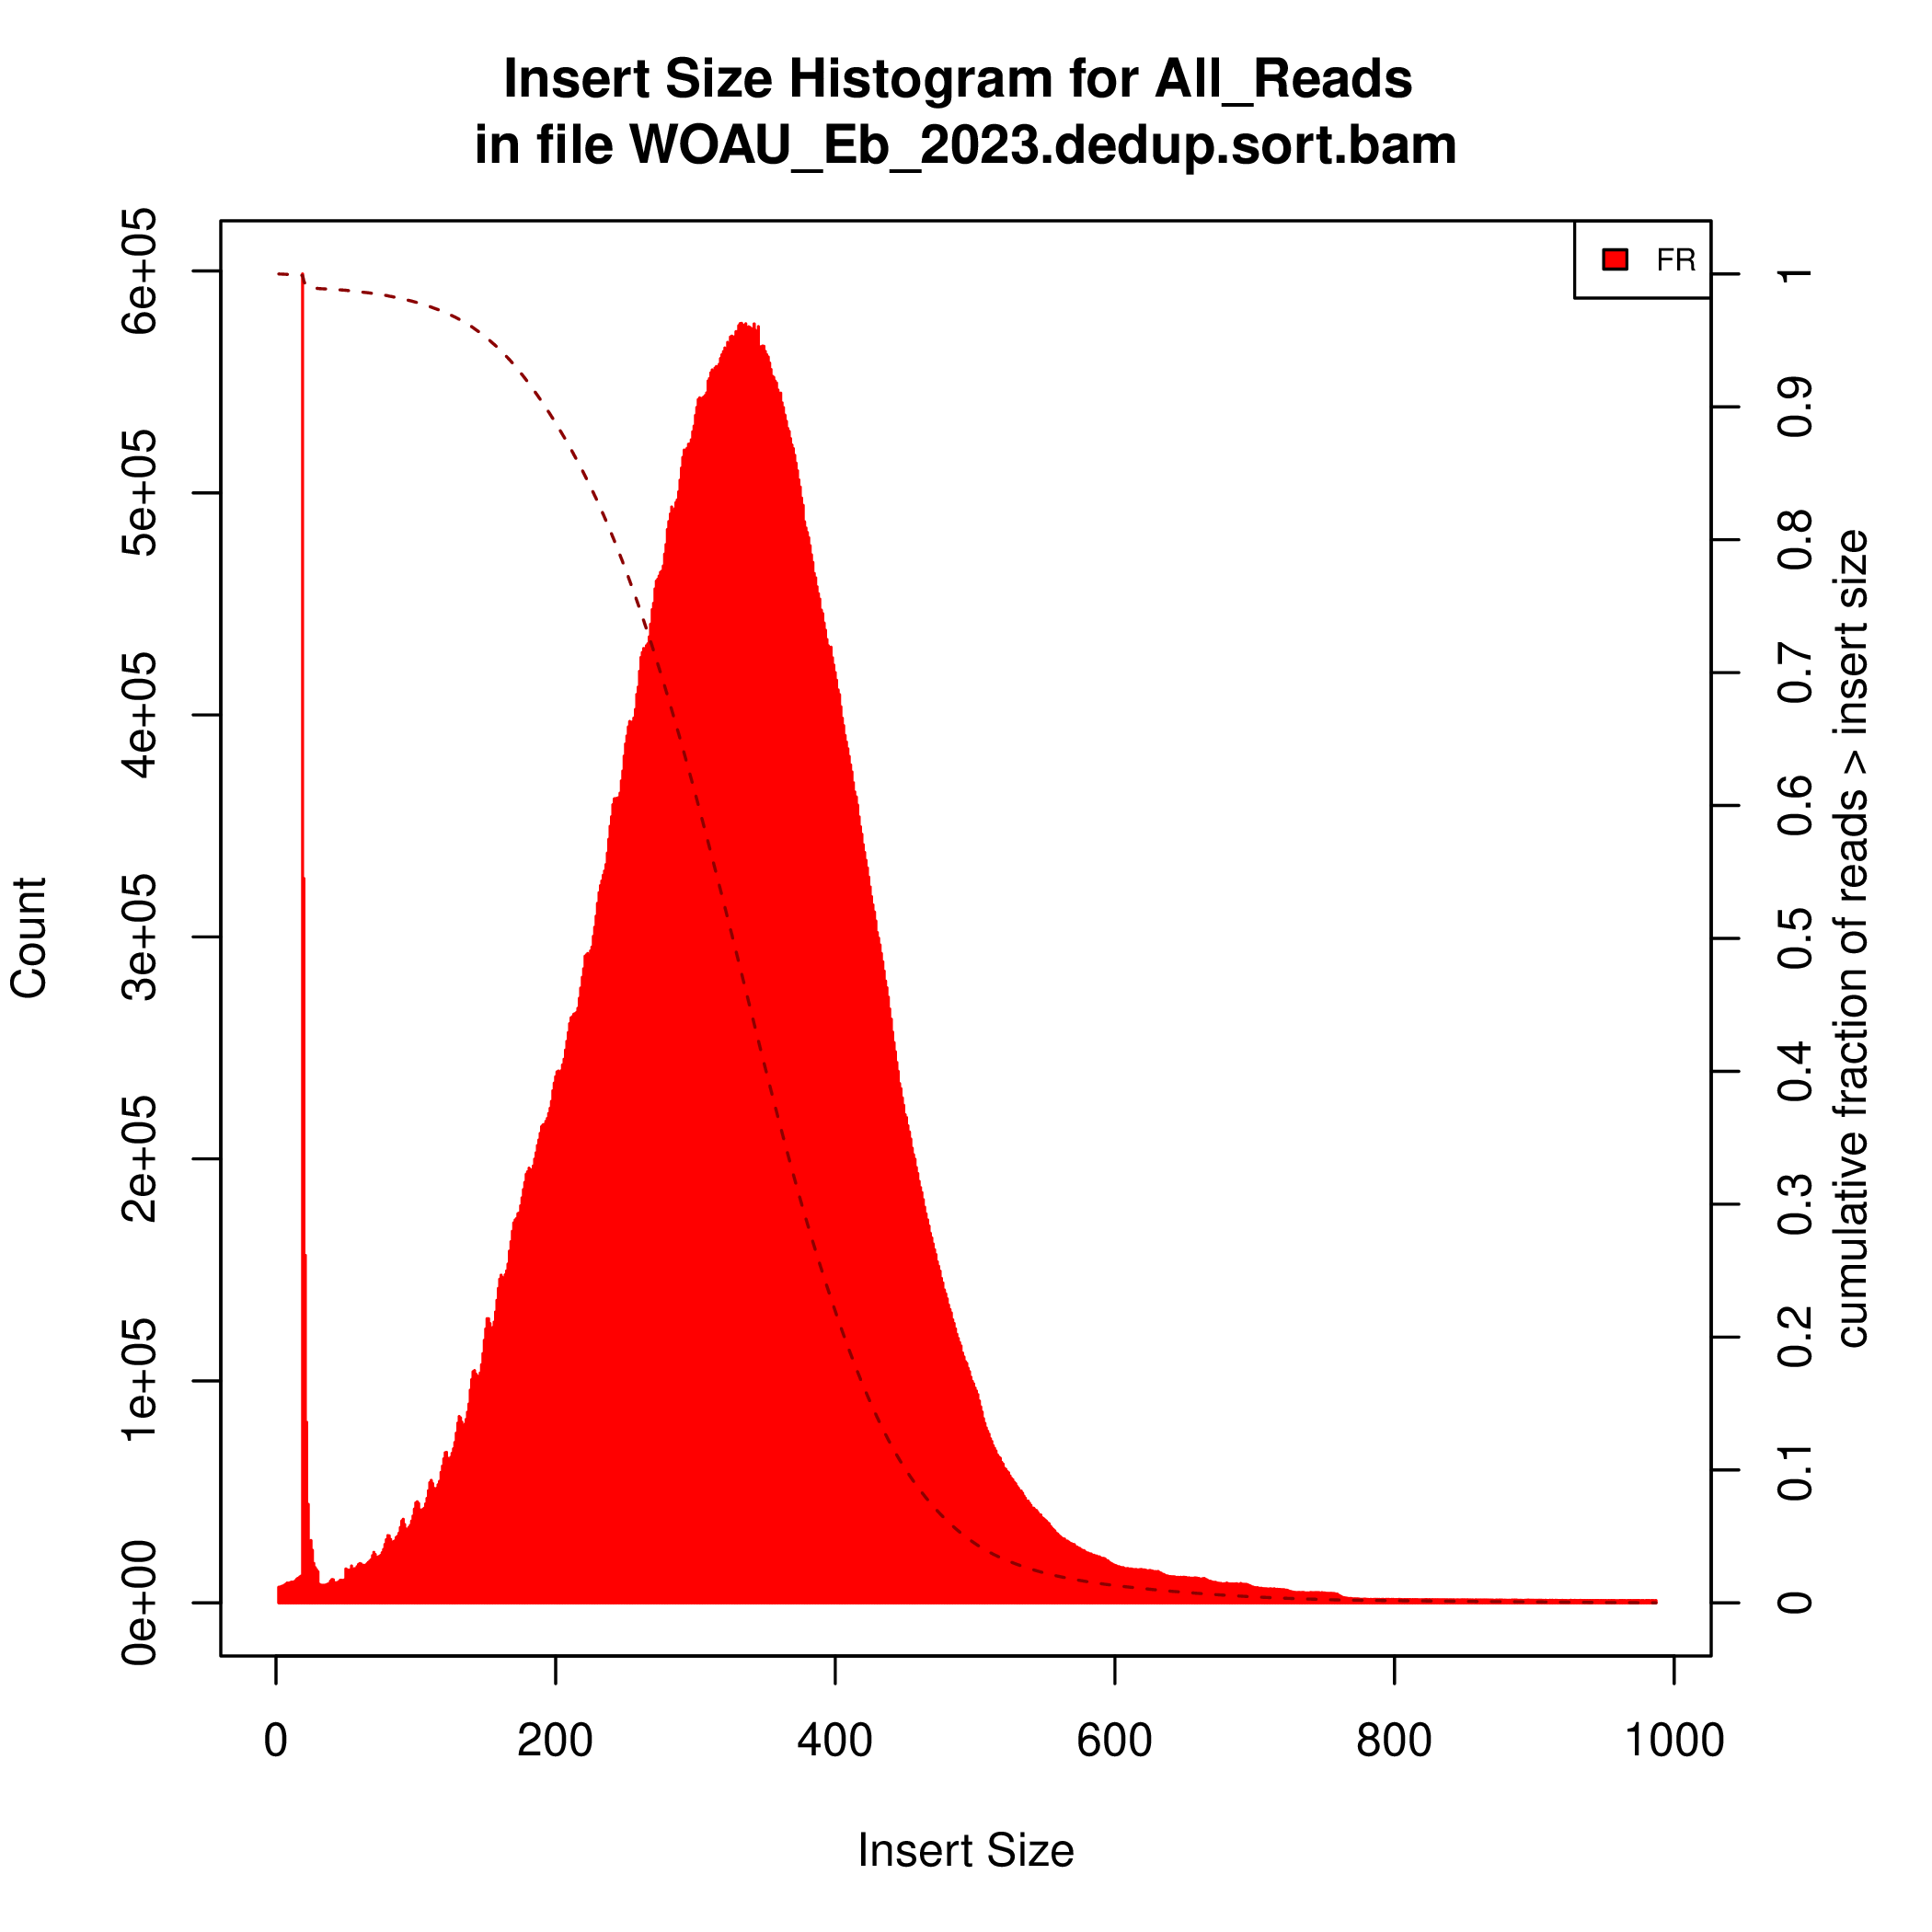 Insert Size Histogram for All_Reads
in file WOAU_Eb_2023.dedup.sort.bam
FR
Count
0e+00 1e+05 2e+05 3e+05 4e+05 5e+05 6e+05
0 0.1 0.2 0.3 0.4 0.5 0.6 0.7 0.8 0.9 1
cumulative fraction of reads > insert size
0 200 400 600 800 1000
Insert Size